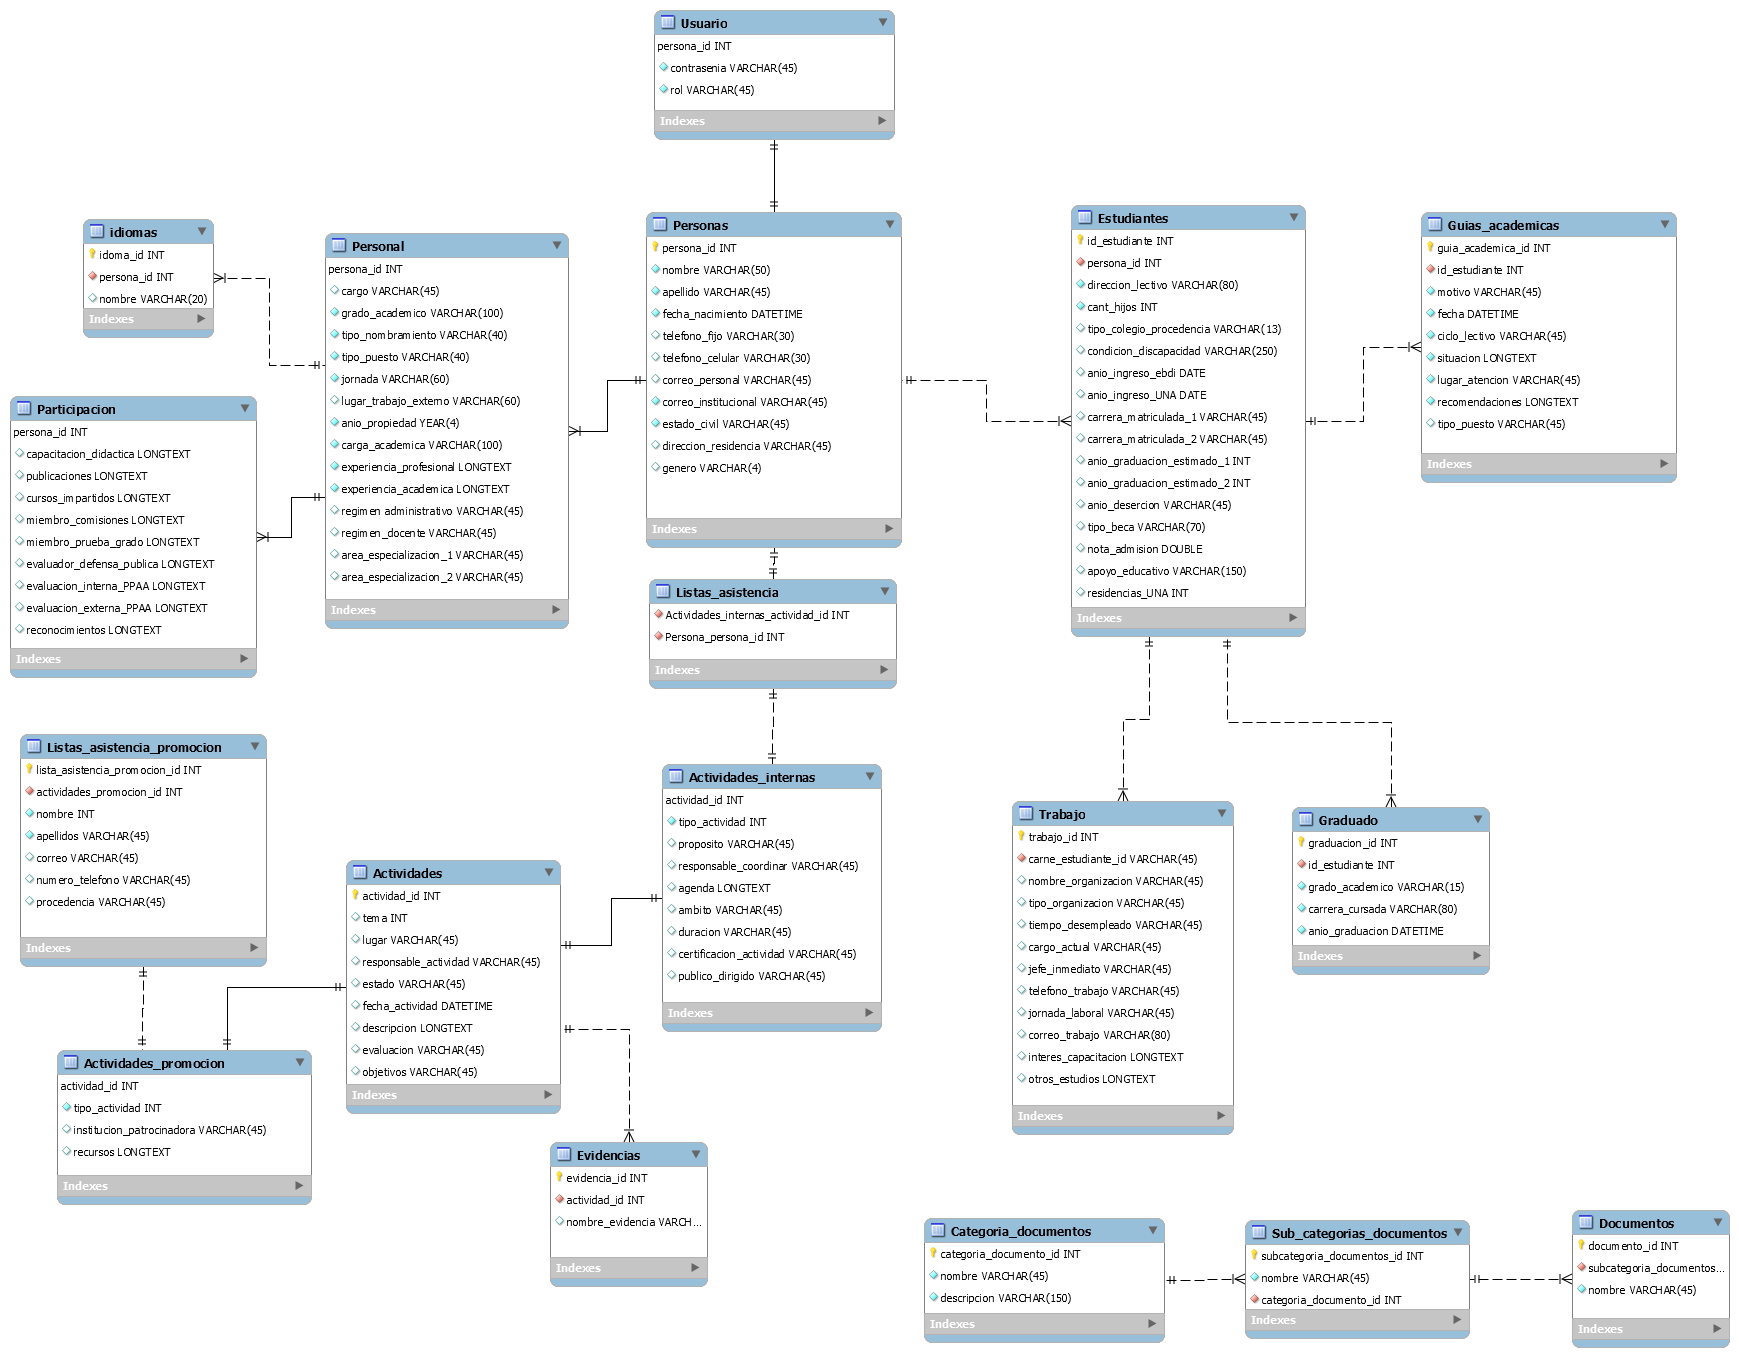 Usuario
persona_id INT
contrasenia VARCHAR(45)
rol VARCHAR(45)
Indexes
idiomas
idoma_id INT
persona_id INT
nombre VARCHAR(20)
Indexes
Personal
persona_id INT
cargo VARCHAR(45)
grado_academico VARCHAR(100)
tipo_nombramiento VARCHAR(40)
tipo_puesto VARCHAR(40)
jornada VARCHAR(60)
lugar_trabajo_externo VARCHAR(60)
anio_propiedad YEAR(4)
carga_academica VARCHAR(100)
experiencia_profesional LONGTEXT
experiencia_academica LONGTEXT
regimen administrativo VARCHAR(45)
regimen_docente VARCHAR(45)
area_especializacion_1 VARCHAR(45)
area_especializacion_2 VARCHAR(45)
Indexes
Personas
persona_id INT
nombre VARCHAR(50)
apellido VARCHAR(45)
fecha_nacimiento DATETIME
telefono_fijo VARCHAR(30)
telefono_celular VARCHAR(30)
correo_personal VARCHAR(45)
correo_institucional VARCHAR(45)
estado_civil VARCHAR(45)
direccion_residencia VARCHAR(45)
genero VARCHAR(4)
Indexes
Estudiantes
id_estudiante INT
persona_id INT
direccion_lectivo VARCHAR(80)
cant_hijos INT
tipo_colegio_procedencia VARCHAR(13)
condicion_discapacidad VARCHAR(250)
anio_ingreso_ebdi DATE
anio_ingreso_UNA DATE
carrera_matriculada_1 VARCHAR(45)
carrera_matriculada_2 VARCHAR(45)
anio_graduacion_estimado_1 INT
anio_graduacion_estimado_2 INT
anio_desercion VARCHAR(45)
tipo_beca VARCHAR(70)
nota_admision DOUBLE
apoyo_educativo VARCHAR(150)
residencias_UNA INT
Indexes
Guias_academicas
guia_academica_id INT
id_estudiante INT
motivo VARCHAR(45)
fecha DATETIME
ciclo_lectivo VARCHAR(45)
situacion LONGTEXT
lugar_atencion VARCHAR(45)
recomendaciones LONGTEXT
tipo_puesto VARCHAR(45)
Indexes
Participacion
persona_id INT
capacitacion_didactica LONGTEXT
publicaciones LONGTEXT
cursos_impartidos LONGTEXT
miembro_comisiones LONGTEXT
miembro_prueba_grado LONGTEXT
evaluador_defensa_publica LONGTEXT
evaluacion_interna_PPAA LONGTEXT
evaluacion_externa_PPAA LONGTEXT
reconocimientos LONGTEXT
Indexes
Listas_asistencia
Actividades_internas_actividad_id INT
Persona_persona_id INT
Indexes
Listas_asistencia_promocion
lista_asistencia_promocion_id INT
actividades_promocion_id INT
nombre INT
apellidos VARCHAR(45)
correo VARCHAR(45)
numero_telefono VARCHAR(45)
procedencia VARCHAR(45)
Indexes
Actividades_internas
actividad_id INT
tipo_actividad INT
proposito VARCHAR(45)
responsable_coordinar VARCHAR(45)
agenda LONGTEXT
ambito VARCHAR(45)
duracion VARCHAR(45)
certificacion_actividad VARCHAR(45)
publico_dirigido VARCHAR(45)
Indexes
Trabajo
trabajo_id INT
carne_estudiante_id VARCHAR(45)
nombre_organizacion VARCHAR(45)
tipo_organizacion VARCHAR(45)
tiempo_desempleado VARCHAR(45)
cargo_actual VARCHAR(45)
jefe_inmediato VARCHAR(45)
telefono_trabajo VARCHAR(45)
jornada_laboral VARCHAR(45)
correo_trabajo VARCHAR(80)
interes_capacitacion LONGTEXT
otros_estudios LONGTEXT
Indexes
Graduado
graduacion_id INT
id_estudiante INT
grado_academico VARCHAR(15)
carrera_cursada VARCHAR(80)
anio_graduacion DATETIME
Indexes
Actividades
actividad_id INT
tema INT
lugar VARCHAR(45)
responsable_actividad VARCHAR(45)
estado VARCHAR(45)
fecha_actividad DATETIME
descripcion LONGTEXT
evaluacion VARCHAR(45)
objetivos VARCHAR(45)
Indexes
Actividades_promocion
actividad_id INT
tipo_actividad INT
institucion_patrocinadora VARCHAR(45)
recursos LONGTEXT
Indexes
Evidencias
evidencia_id INT
actividad_id INT
nombre_evidencia VARCH...
Indexes
Categoria_documentos
categoria_documento_id INT
nombre VARCHAR(45)
descripcion VARCHAR(150)
Indexes
Sub_categorias_documentos
subcategoria_documentos_id INT
nombre VARCHAR(45)
categoria_documento_id INT
Indexes
Documentos
documento_id INT
subcategoria_documentos...
nombre VARCHAR(45)
Indexes